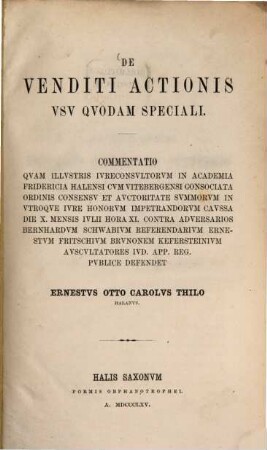 DE
VENDITI ACTIONIS
VSV QVODAM SPECIALI.
COMMENTATIO
QVAM ILLVSTRIS IVRECONSVLTORVM IN ACADEMIA
FRIDERICIA HALENSI CVM VITEBERGENSI CONSOCIATA
ORDINIS CONSENSV ET AVCTORITATE SVMMORVM IN
VTROQVE IVRE HONORVM IMPETRANDORVM CAVSSA
DIE X. MENSIS IVLII HORA XI. CONTRA ADVERSARIOS
BERNHARDVM SCHWABIVM REFERENDARIVM ERNE-
STVM FRITSCHIVM BRVNONEM KEFERSTEINIVM
AVSCVLTATORES IVD. APP. REG.
PVBLICE DEFENDET
ERNESTVS OTTO CAROLVS THILO
HALANVS.
HALIS SAXONVM
FORMIS ORPHANOTROPHEI.
A. MDCCCLXV.